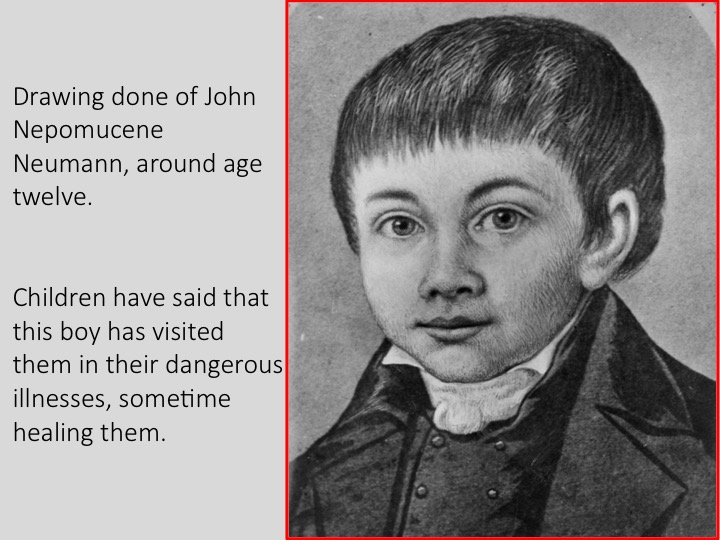 Drawing done of John
Nepomucene
Neumann, around age
twelve.
Children have said that
this boy has visited
them in their dangerous
illnesses, sometime
healing them.